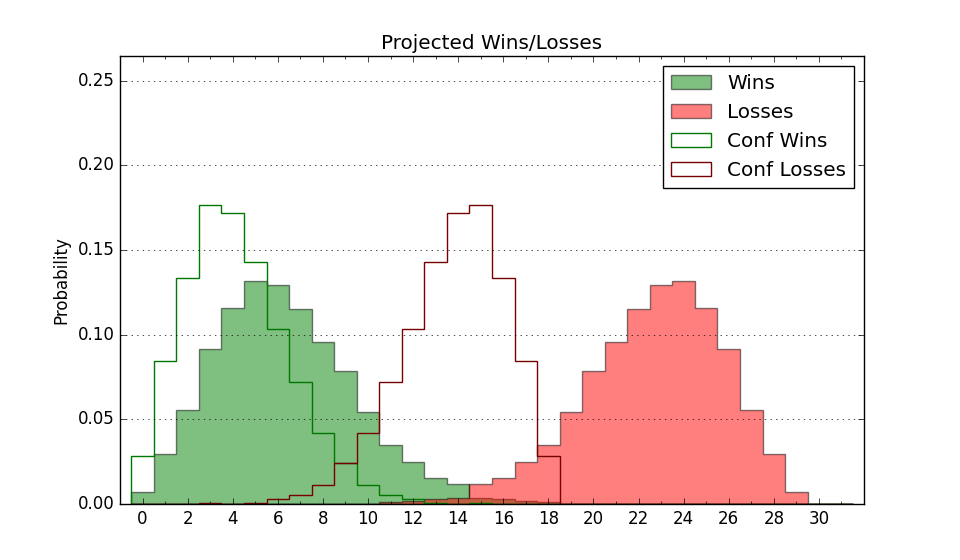 Projected Wins/Losses
0.25
0.20
0.15
0.10
0.05
0.00
Probability
Wins
Losses
Conf Wins
Conf Losses
0 2 4 6 8 10 12 14 16 18 20 22 24 26 28 30